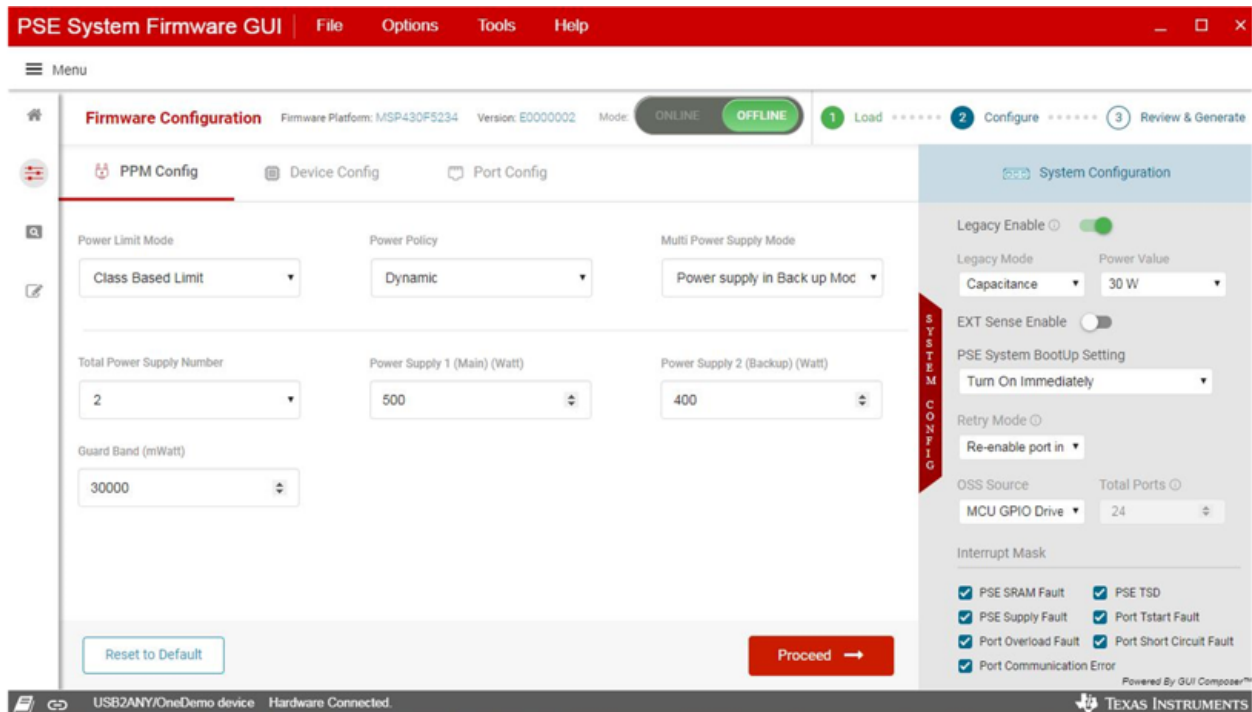 PSE System Firmware GUI File Options Tools Help
Menu
Firmware Configuration Firmware Platform: MSP430F5234 Version: E0000002 Mode: ONLINE OFFLINE 1 Load 2 Configure 3 Review & Generate
PPM Config Device Config Port Config
Power Limit Mode Power Policy Multi Power Supply Mode
Class Based Limit Dynamic Power supply in Back up Moc
Total Power Supply Number Power Supply 1 (Main) (Watt) Power Supply 2 (Backup) (Watt)
2 500 400
Guard Band (mWatt)
30000
Reset to Default Proceed
SYSTEM CONFIG
System Configuration
Legacy Enable
Legacy Mode Power Value
Capacitance 30 W
EXT Sense Enable
PSE System BootUp Setting
Turn On Immediately
Retry Mode
Re-enable port in
OSS Source Total Ports
MCU GPIO Drive 24
Interrupt Mask
PSE SRAM Fault PSE TSD
PSE Supply Fault Port Tstart Fault
Port Overload Fault Port Short Circuit Fault
Port Communication Error
Powered By GUI Composer™
USB2ANY/OneDemo device Hardware Connected. TEXAS INSTRUMENTS